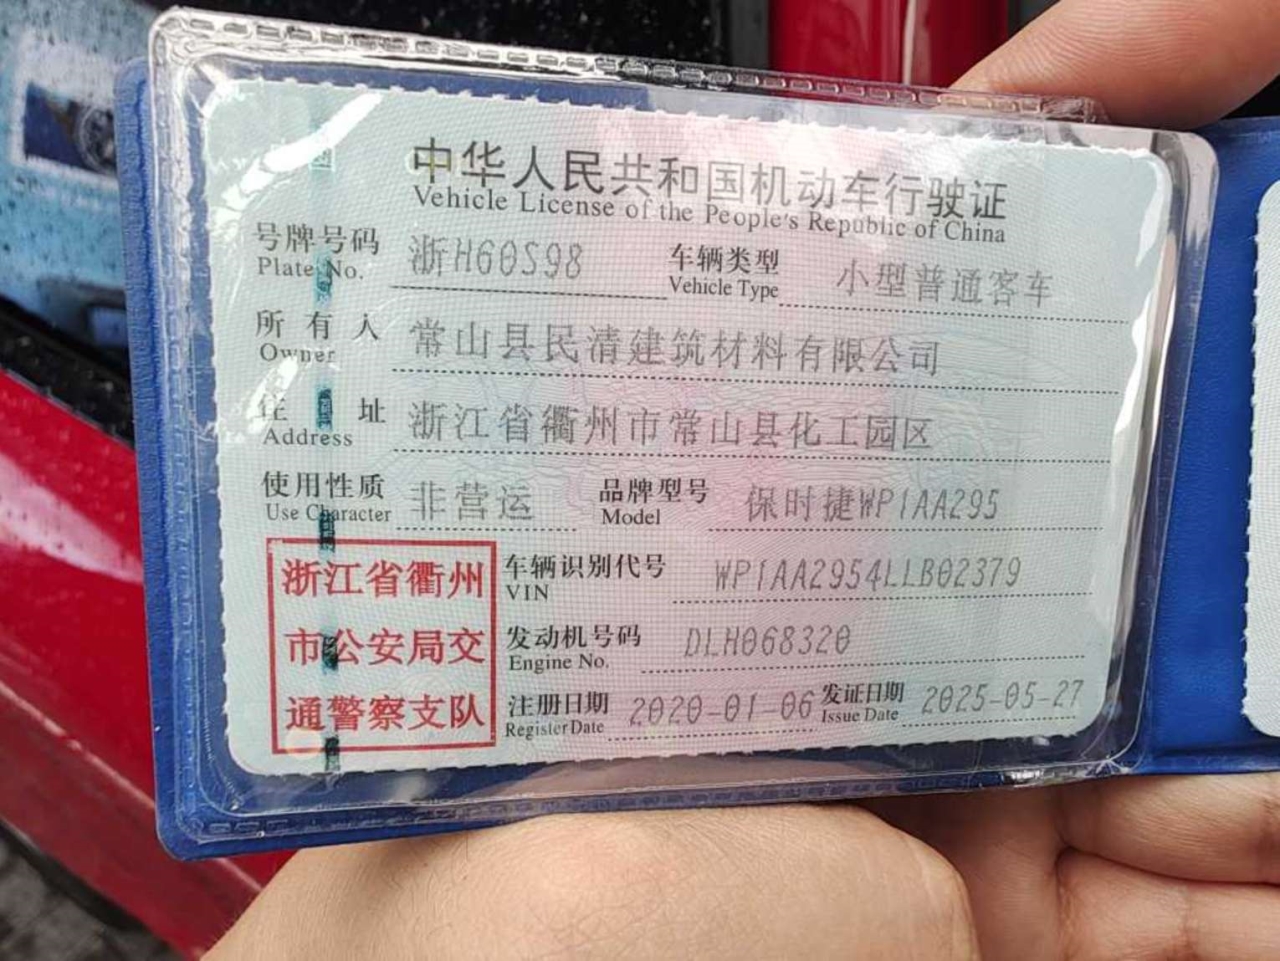 中华人民共和国机动车行驶证
Vehicle License of the People's Republic of China
号牌号码 浙H60S98 车辆类型 小型普通客车
Plate No. Vehicle Type
所有人 常山县民清建筑材料有限公司
Owner
住址 浙江省衢州市常山县化工园区
Address
使用性质 非营运 品牌型号 保时捷WP1AA295
Use Character Model
浙江省衢州
市公安局交
通警察支队
车辆识别代号 WP1AA2954LLB02379
VIN
发动机号码 DLH068320
Engine No.
注册日期 2020-01-06 发证日期 2025-05-27
Register Date Issue Date